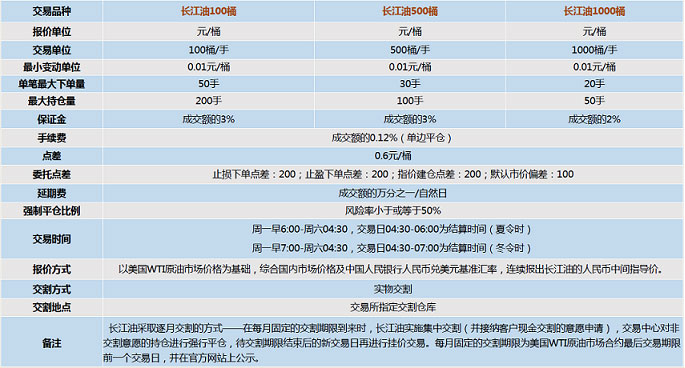 交易品种 长江油100桶 长江油500桶 长江油1000桶
报价单位 元/桶 元/桶 元/桶
交易单位 100桶/手 500桶/手 1000桶/手
最小变动单位 0.01元/桶 0.01元/桶 0.01元/桶
单笔最大下单量 50手 30手 20手
最大持仓量 200手 100手 50手
保证金 成交额的3% 成交额的3% 成交额的2%
手续费 成交额的0.12%（单边平仓）
点差 0.6元/桶
委托点差 止损下单点差：200；止盈下单点差：200；指价建仓点差：200；默认市价偏差：100
延期费 成交额的万分之一/自然日
强制平仓比例 风险率小于或等于50%
交易时间 周一早6:00-周六04:30，交易日04:30-06:00为结算时间（夏令时）
周一早7:00-周六04:30，交易日04:30-07:00为结算时间（冬令时）
报价方式 以美国WTI原油市场价格为基础，综合国内市场价格及中国人民银行人民币兑美元基准汇率，连续报出长江油的人民币中间指导价。
交割方式 实物交割
交割地点 交易所指定交割仓库
备注 长江油采取逐月交割的方式——在每月固定的交割期限到来时，长江油实施集中交割（并接纳客户现金交割的意愿申请），交易中心对非
交割意愿的持仓进行强行平仓，待交割期限结束后的新交易日再进行挂价交易。每月固定的交割期限为美国WTI原油市场合约最后交易期限
前一个交易日，并在官方网站上公示。